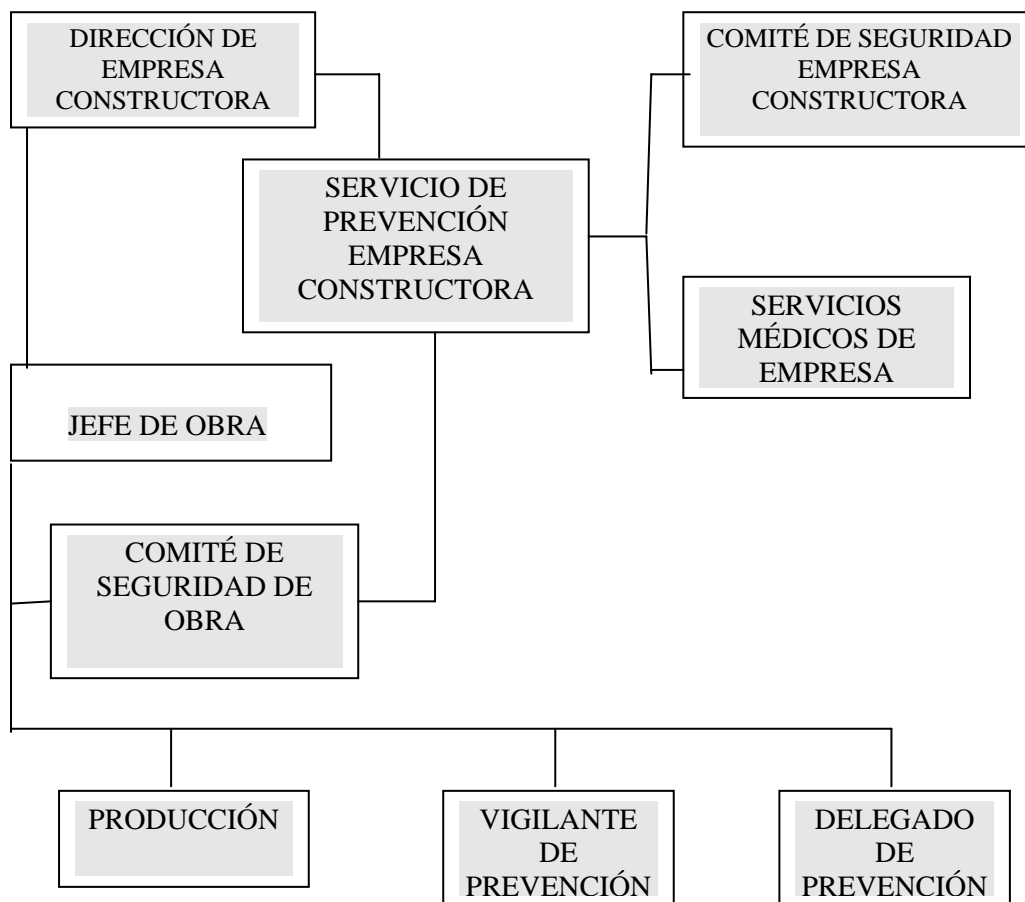 DIRECCIÓN DE
EMPRESA
CONSTRUCTORA
COMITÉ DE SEGURIDAD
EMPRESA
CONSTRUCTORA
SERVICIO DE
PREVENCIÓN
EMPRESA
CONSTRUCTORA
SERVICIOS
MÉDICOS DE
EMPRESA
JEFE DE OBRA
COMITÉ DE
SEGURIDAD DE
OBRA
PRODUCCIÓN
VIGILANTE
DE
PREVENCIÓN
DELEGADO
DE
PREVENCIÓN